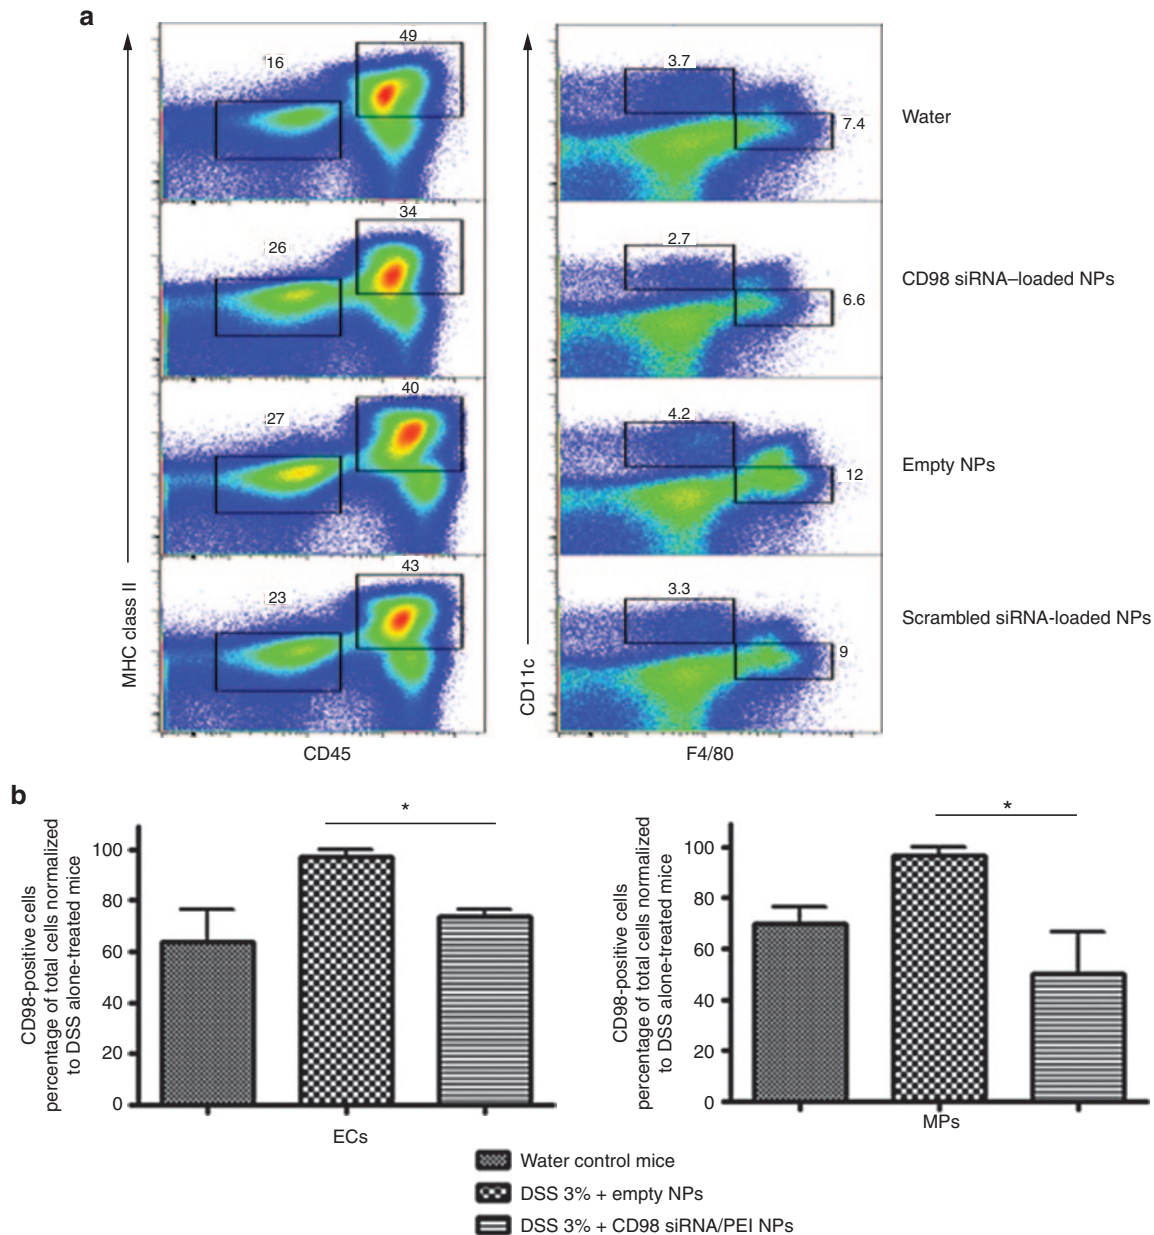 a
49
16
3.7
7.4
Water
34
26
2.7
6.6
CD98 siRNA–loaded NPs
40
27
4.2
12
Empty NPs
43
23
3.3
9
Scrambled siRNA-loaded NPs
MHC class II
CD11c
CD45
F4/80
b
CD98-positive cells
percentage of total cells normalized
to DSS alone-treated mice
100
80
60
40
20
0
*
ECs
CD98-positive cells
percentage of total cells normalized
to DSS alone-treated mice
100
80
60
40
20
0
*
MPs
Water control mice
DSS 3% + empty NPs
DSS 3% + CD98 siRNA/PEI NPs